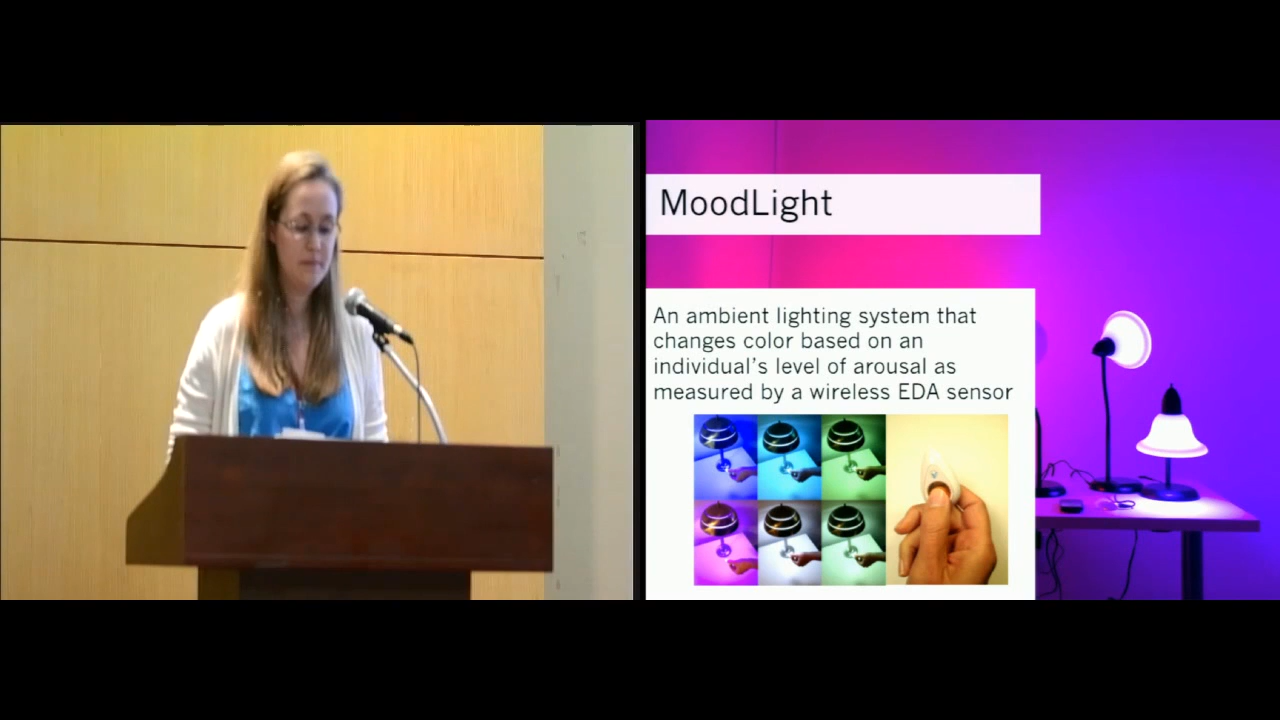 MoodLight
An ambient lighting system that
changes color based on an
individual's level of arousal as
measured by a wireless EDA sensor